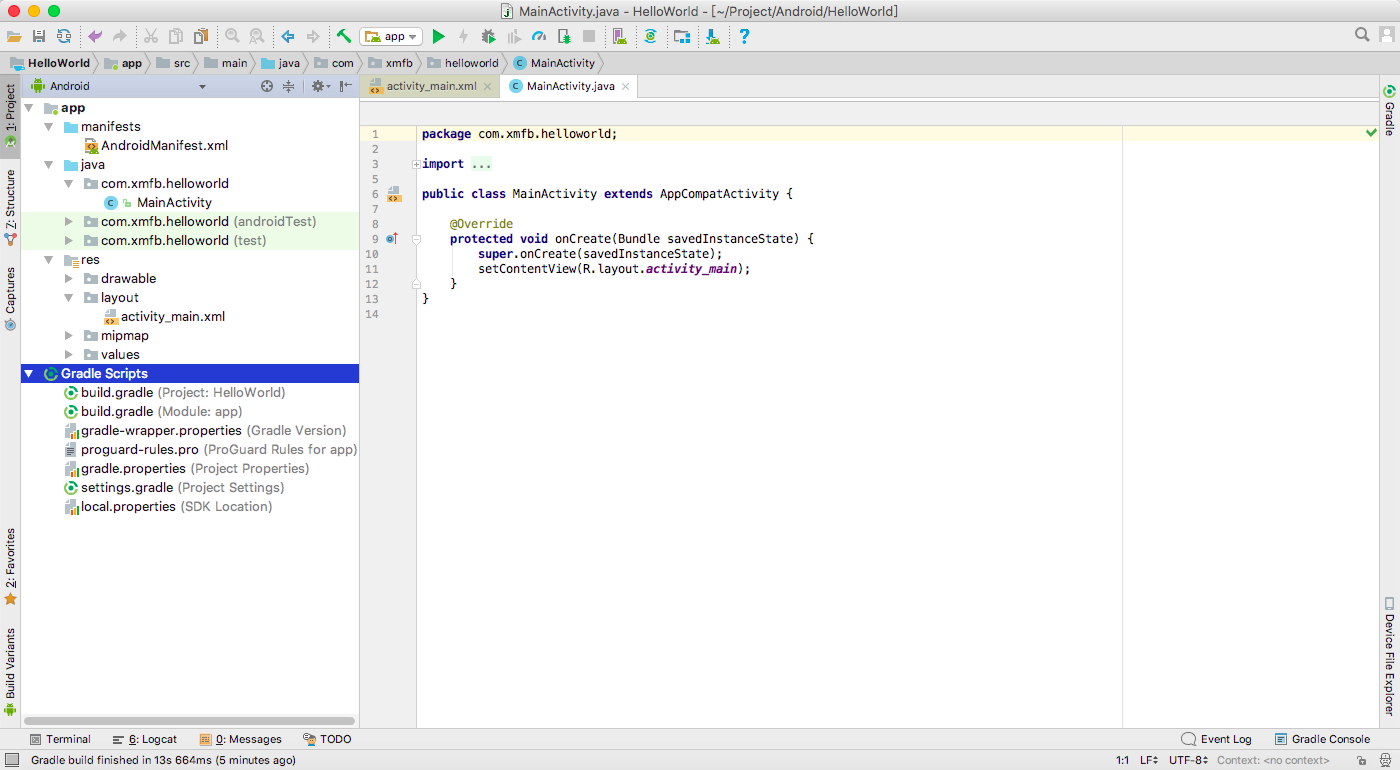 MainActivity.java - HelloWorld - [~/Project/Android/HelloWorld]
app
HelloWorld app src main java com xmfb helloworld MainActivity
Android
activity_main.xml MainActivity.java
1: Project
7: Structure
Captures
2: Favorites
Build Variants
app
manifests
AndroidManifest.xml
java
com.xmfb.helloworld
MainActivity
com.xmfb.helloworld (androidTest)
com.xmfb.helloworld (test)
res
drawable
layout
activity_main.xml
mipmap
values
Gradle Scripts
build.gradle (Project: HelloWorld)
build.gradle (Module: app)
gradle-wrapper.properties (Gradle Version)
proguard-rules.pro (ProGuard Rules for app)
gradle.properties (Project Properties)
settings.gradle (Project Settings)
local.properties (SDK Location)
1 package com.xmfb.helloworld;
2
3 import ...
5
6 public class MainActivity extends AppCompatActivity {
7
8 @Override
9 protected void onCreate(Bundle savedInstanceState) {
10 super.onCreate(savedInstanceState);
11 setContentView(R.layout.activity_main);
12 }
13 }
14
Gradle
Device File Explorer
Terminal 6: Logcat 0: Messages TODO Event Log Gradle Console
Gradle build finished in 13s 664ms (5 minutes ago) 1:1 LF UTF-8 Context: <no context>